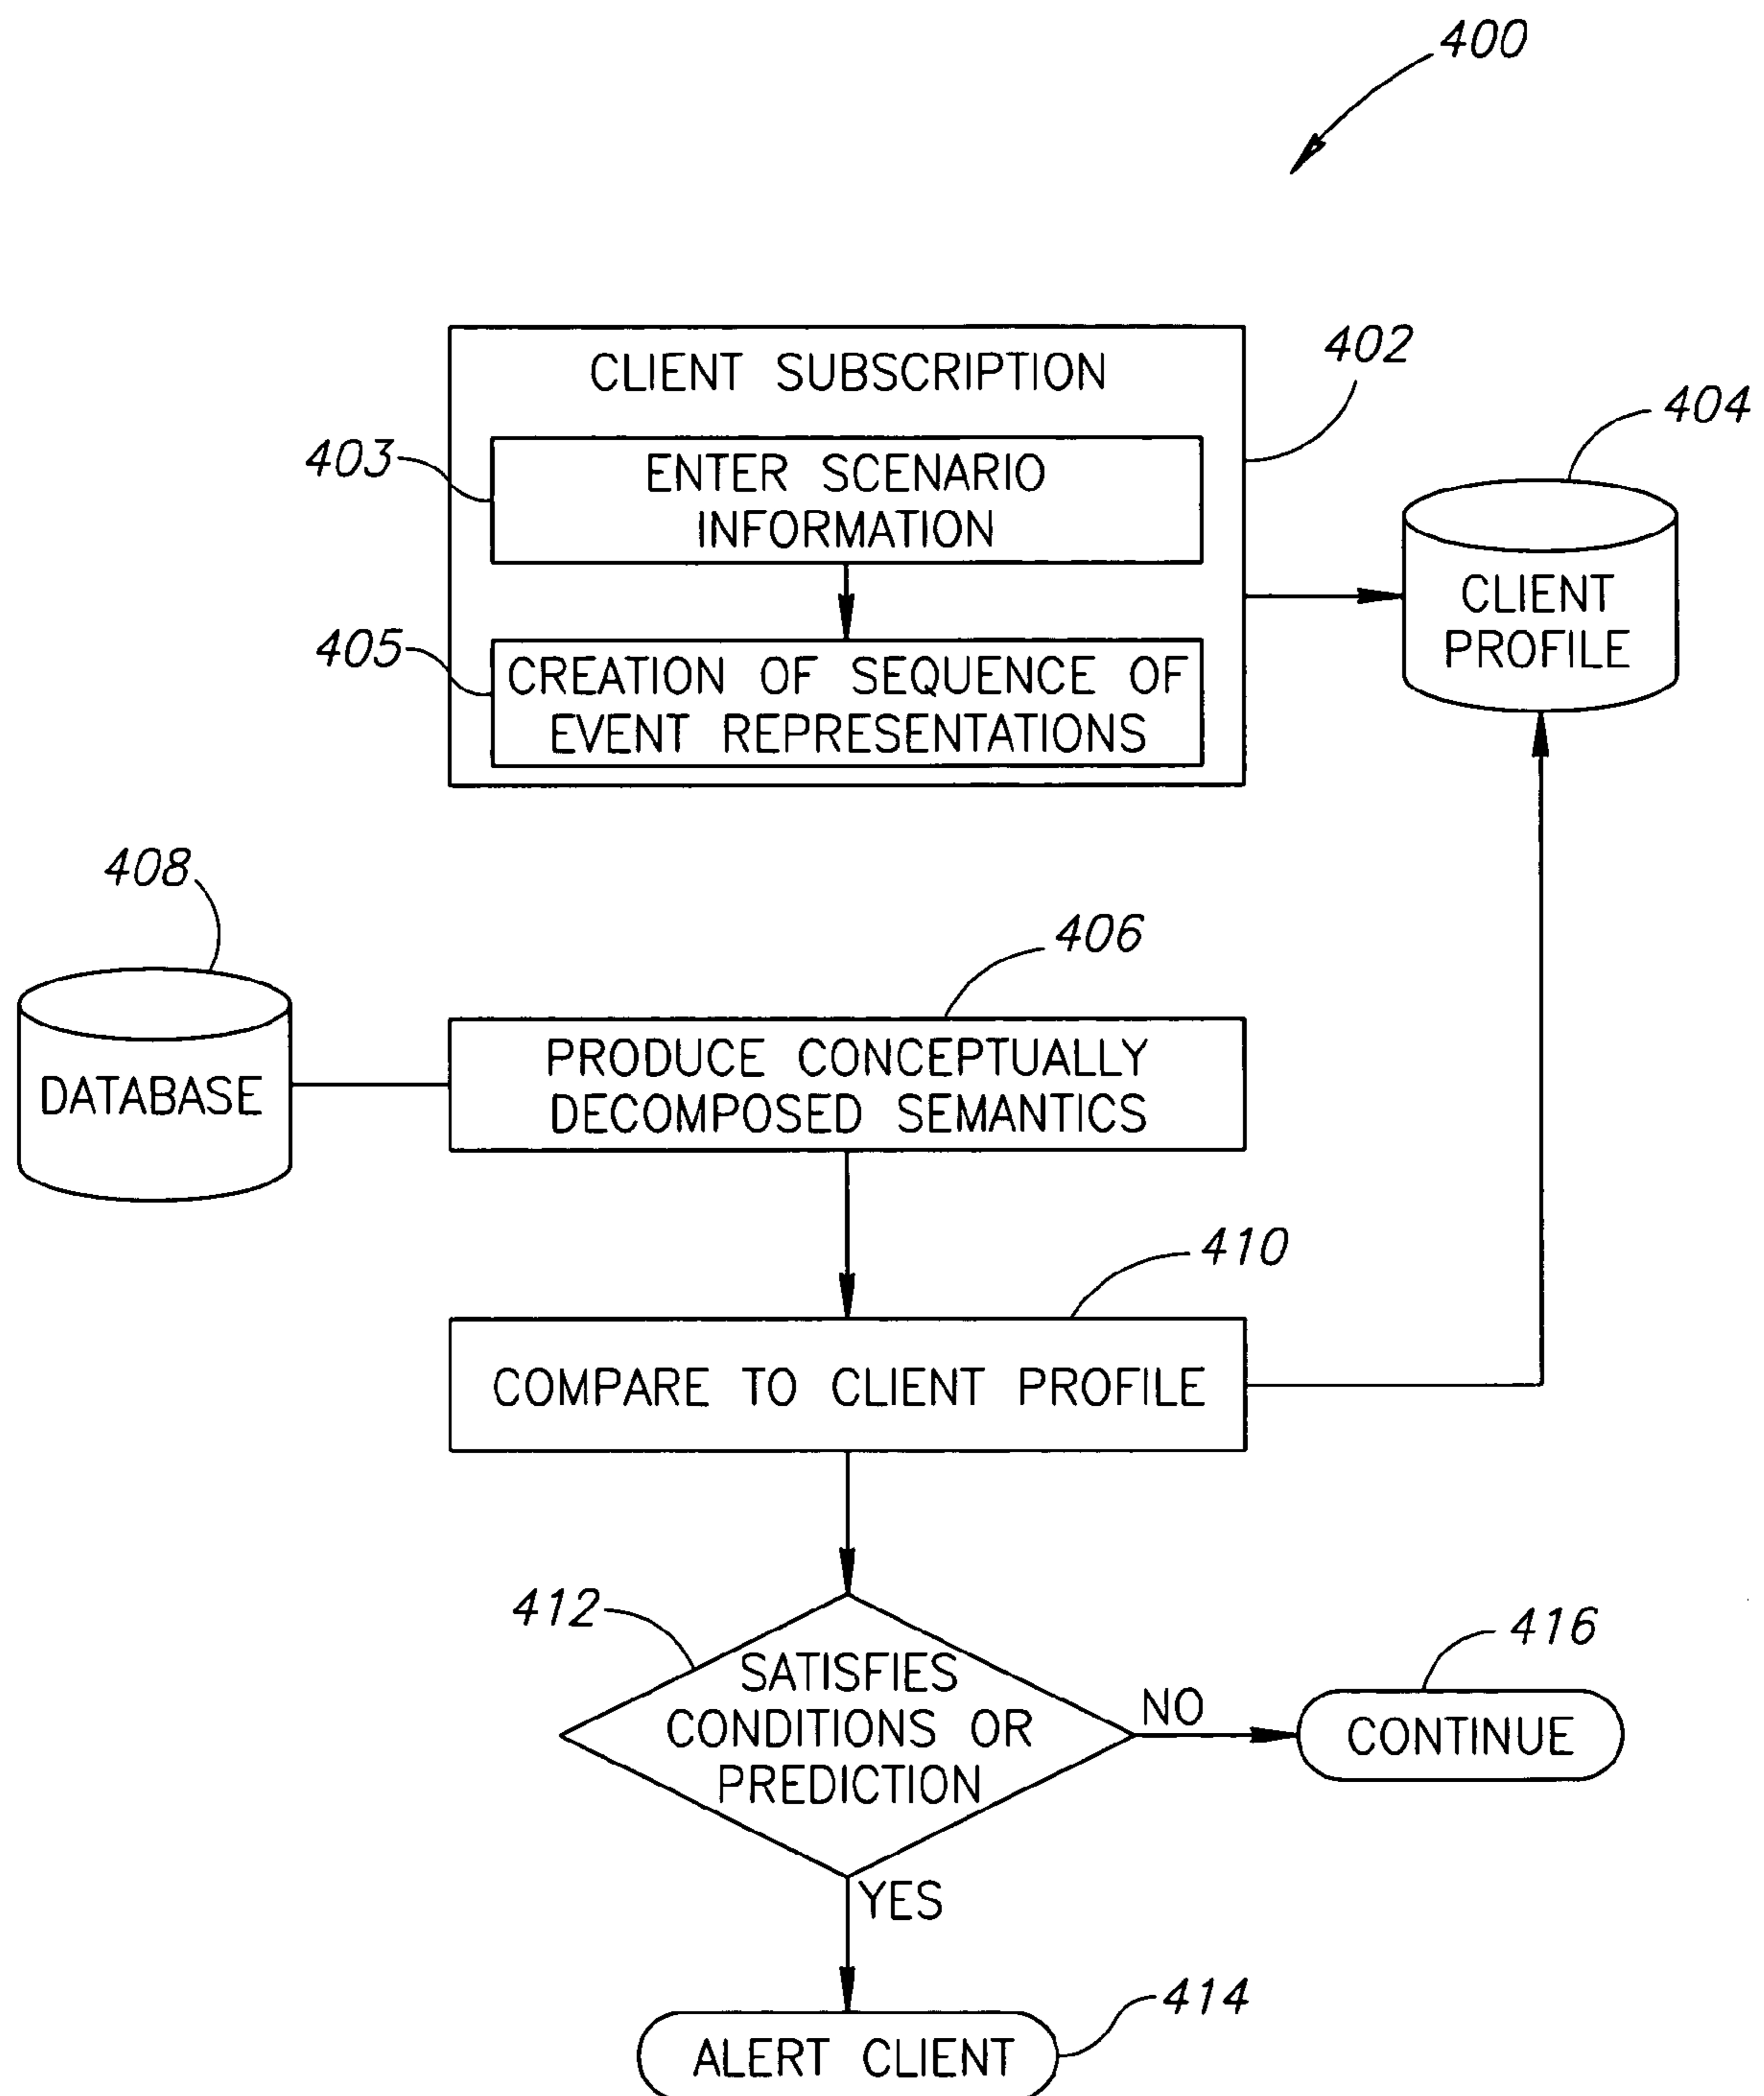 400
CLIENT SUBSCRIPTION
402
404
403
ENTER SCENARIO
INFORMATION
CLIENT
PROFILE
405
CREATION OF SEQUENCE OF
EVENT REPRESENTATIONS
408
406
DATABASE
PRODUCE CONCEPTUALLY
DECOMPOSED SEMANTICS
410
COMPARE TO CLIENT PROFILE
412
SATISFIES
CONDITIONS OR
PREDICTION
NO
416
CONTINUE
YES
414
ALERT CLIENT